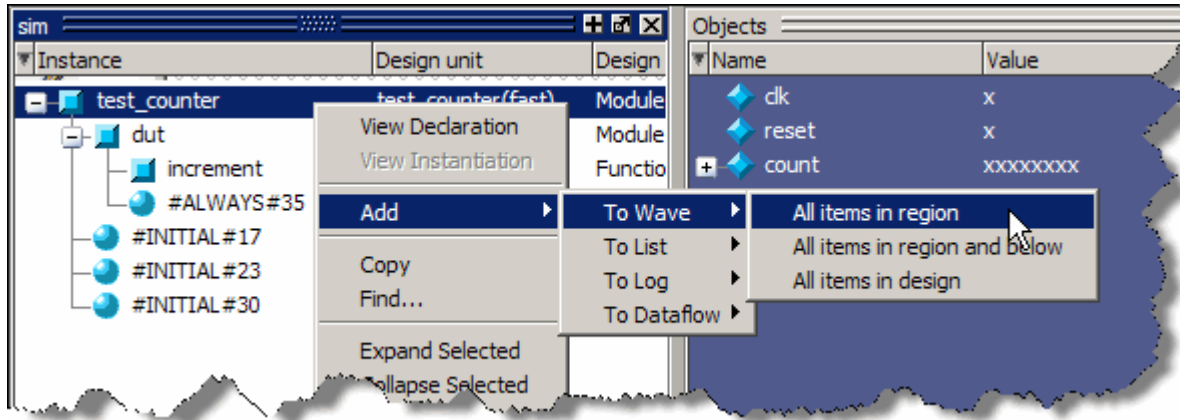 sim
Objects
Instance Design unit Design
Name Value
test_counter test_counter(fast) Module
clk x
dut Module
reset x
increment Functio
count xxxxxxxx
#ALWAYS#35
#INITIAL#17
#INITIAL#23
#INITIAL#30
View Declaration
View Instantiation
Add
Copy
Find...
Expand Selected
Collapse Selected
To Wave
To List
To Log
To Dataflow
All items in region
All items in region and below
All items in design